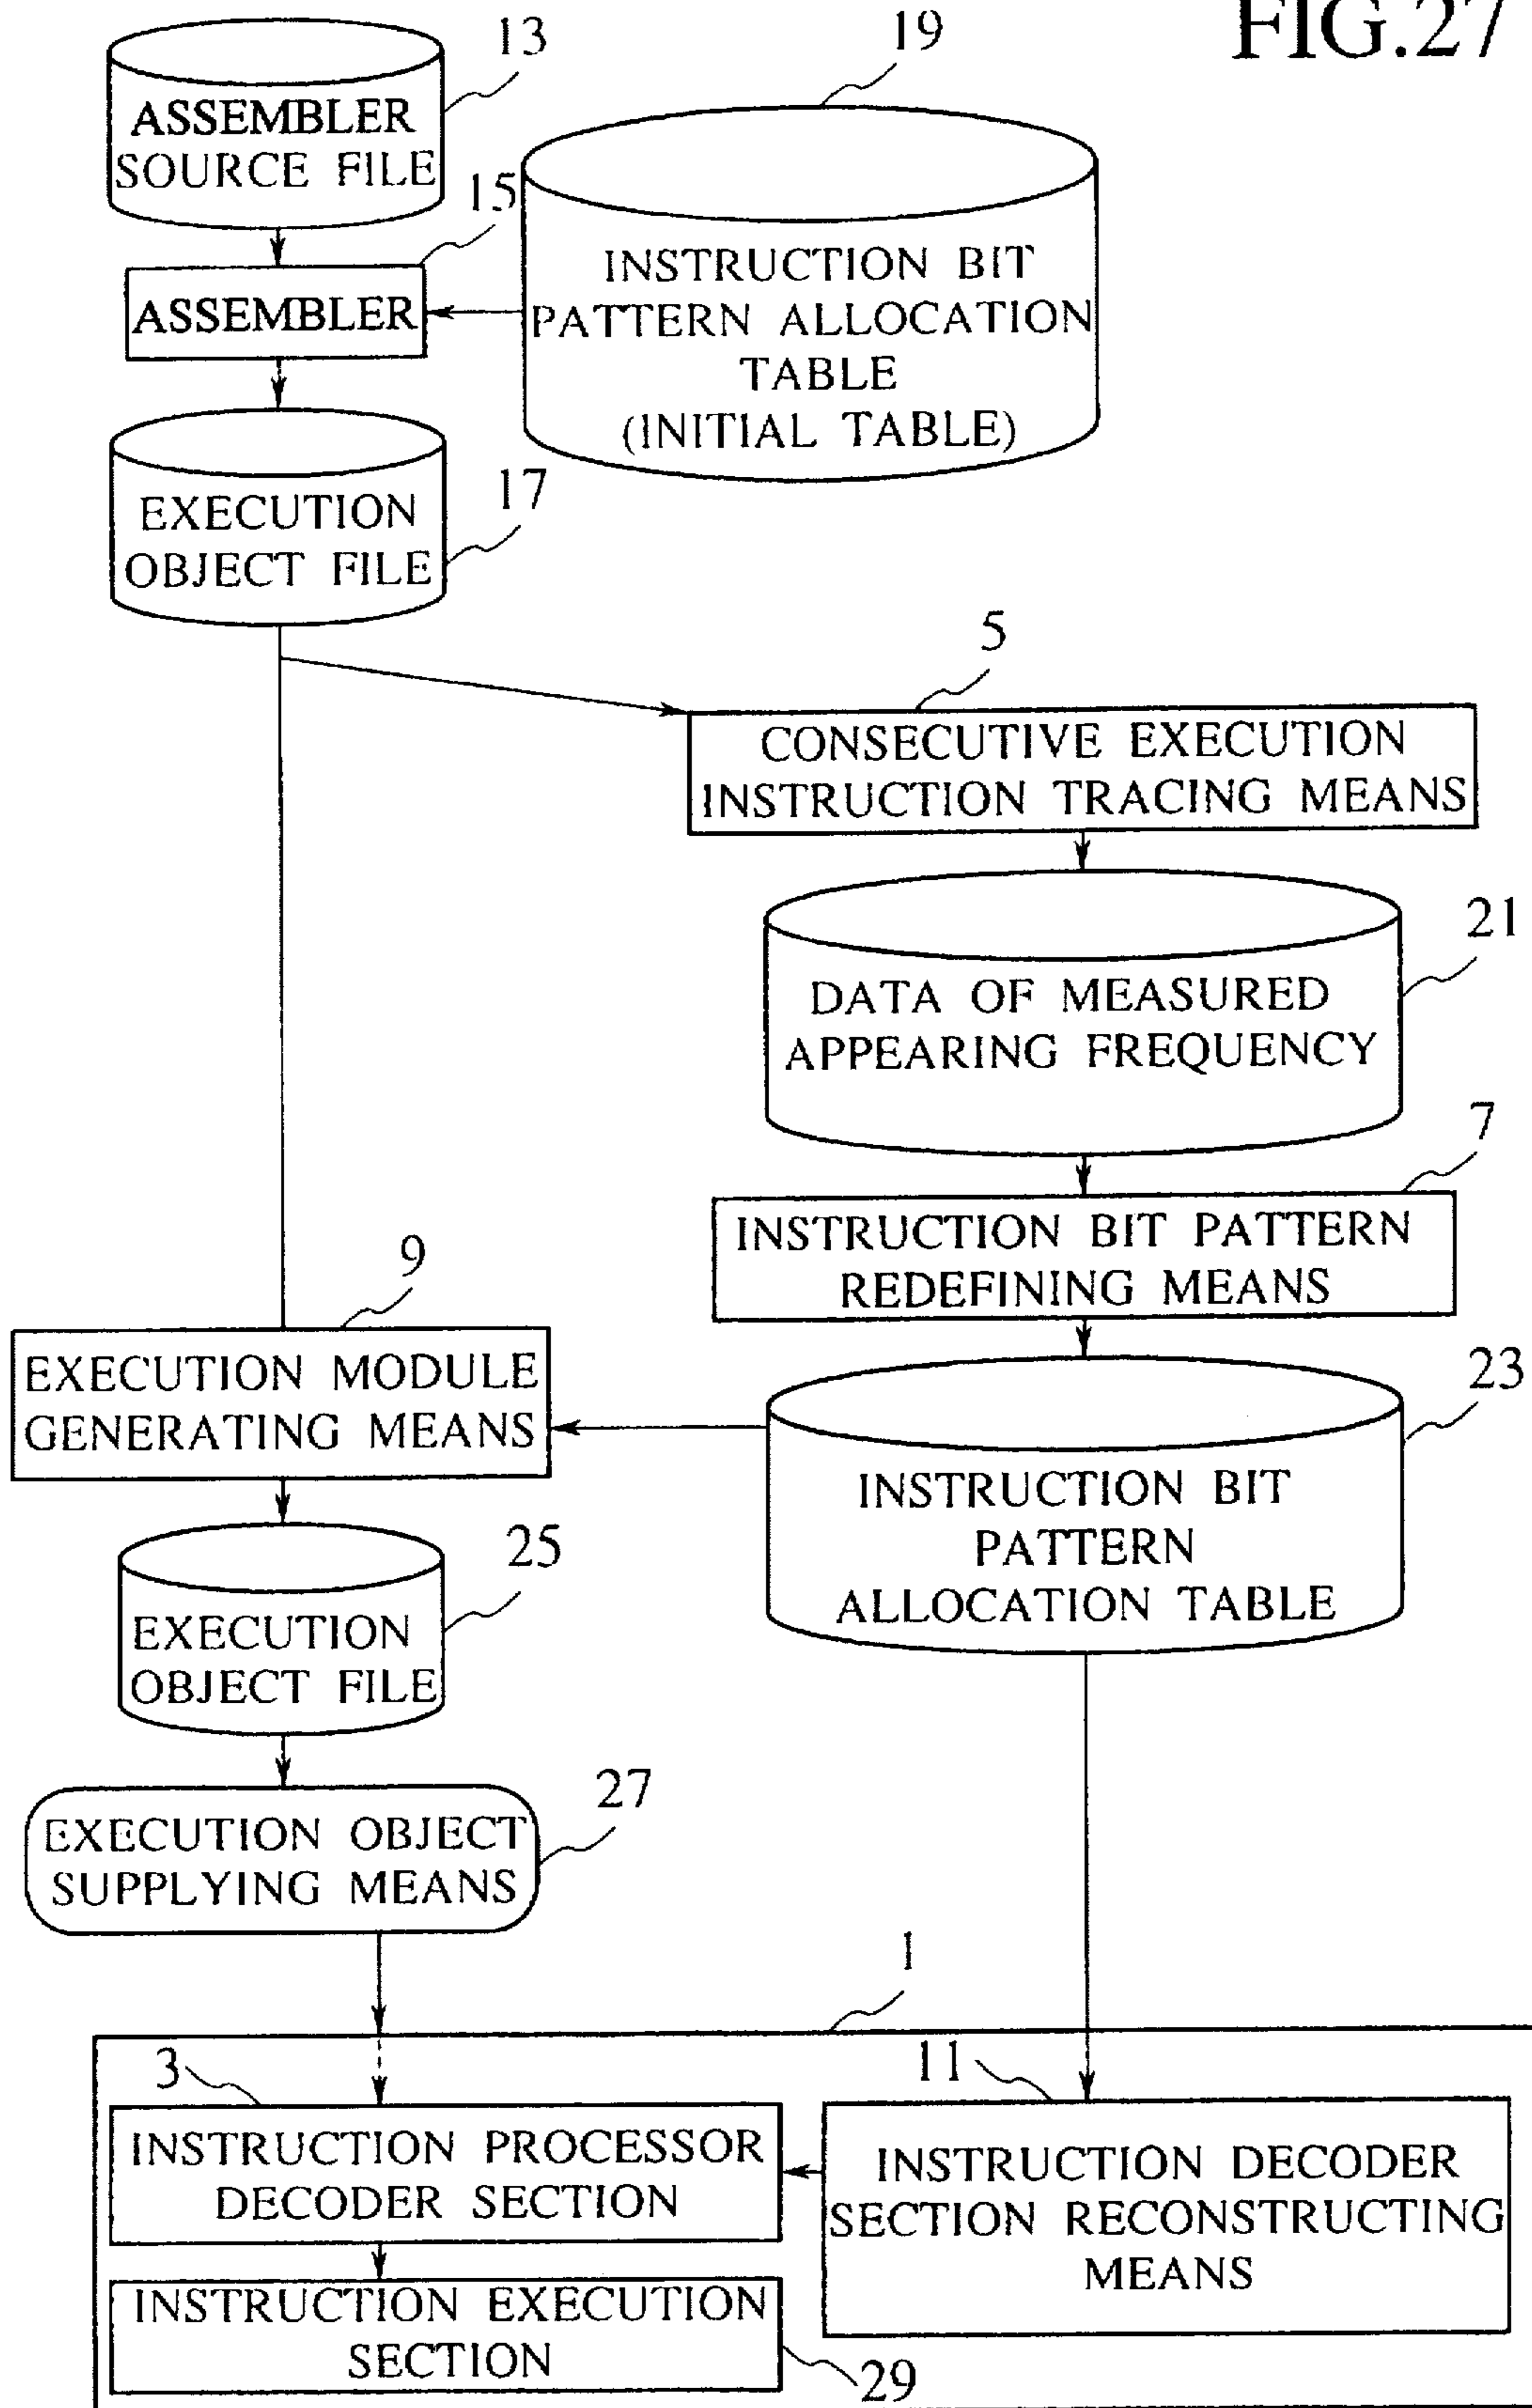 FIG.27
13
ASSEMBLER
SOURCE FILE
19
15
ASSEMBLER
INSTRUCTION BIT
PATTERN ALLOCATION
TABLE
(INITIAL TABLE)
17
EXECUTION
OBJECT FILE
5
CONSECUTIVE EXECUTION
INSTRUCTION TRACING MEANS
21
DATA OF MEASURED
APPEARING FREQUENCY
7
INSTRUCTION BIT PATTERN
REDEFINING MEANS
9
EXECUTION MODULE
GENERATING MEANS
23
INSTRUCTION BIT
PATTERN
ALLOCATION TABLE
25
EXECUTION
OBJECT FILE
27
EXECUTION OBJECT
SUPPLYING MEANS
1
3
INSTRUCTION PROCESSOR
DECODER SECTION
11
INSTRUCTION DECODER
SECTION RECONSTRUCTING
MEANS
INSTRUCTION EXECUTION
SECTION
29